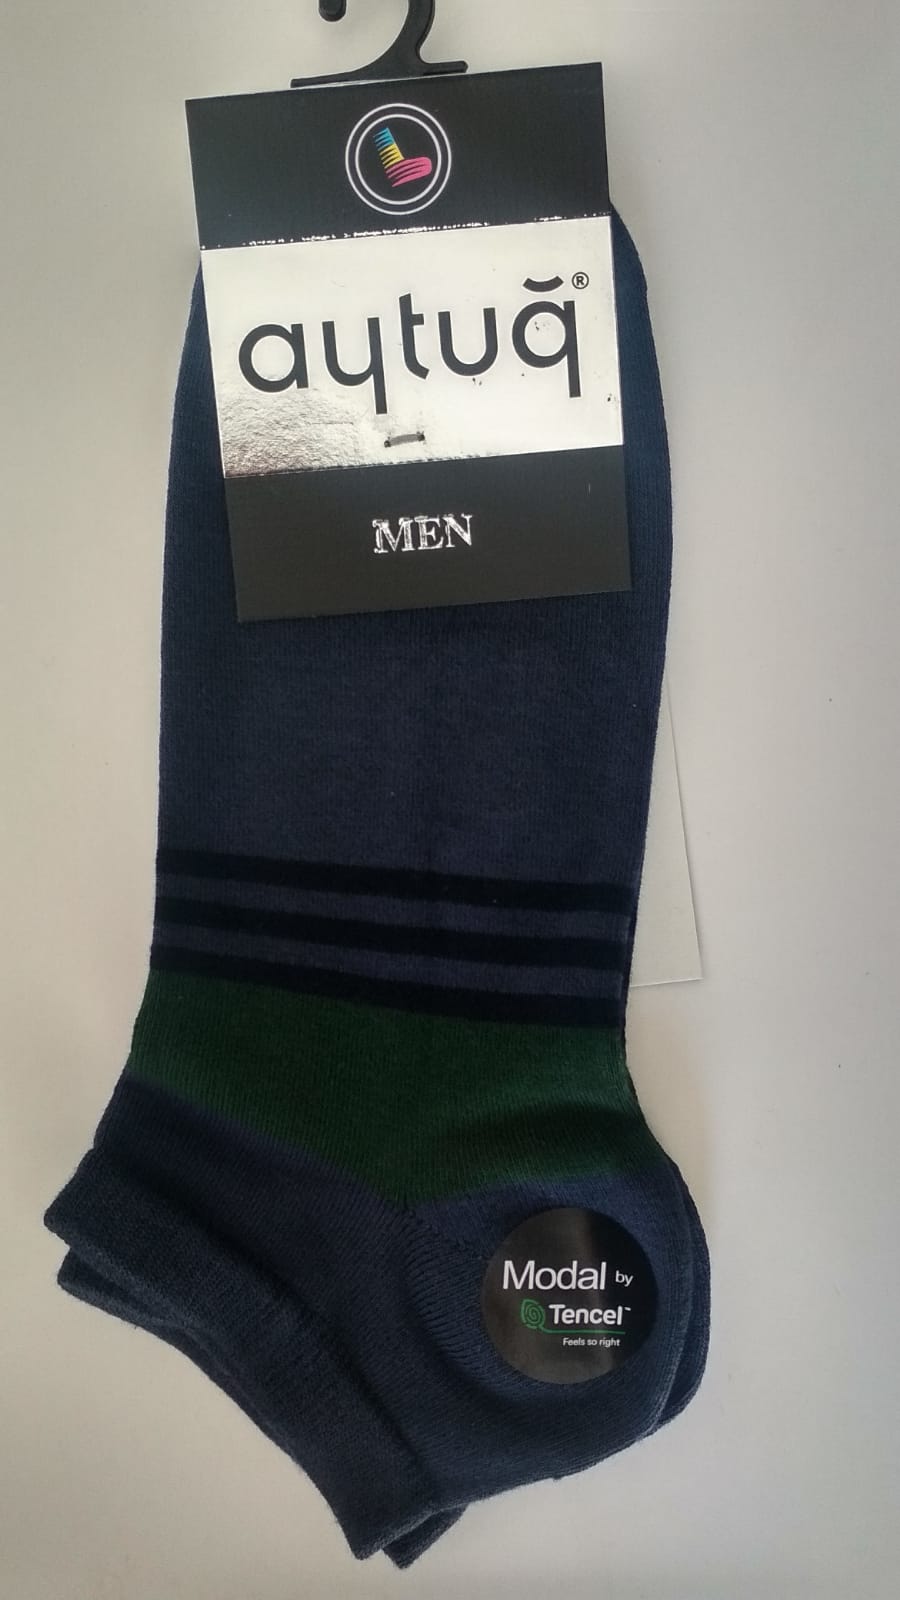 aytuğ®
MEN
Modal by
Tencel™
Feels so right